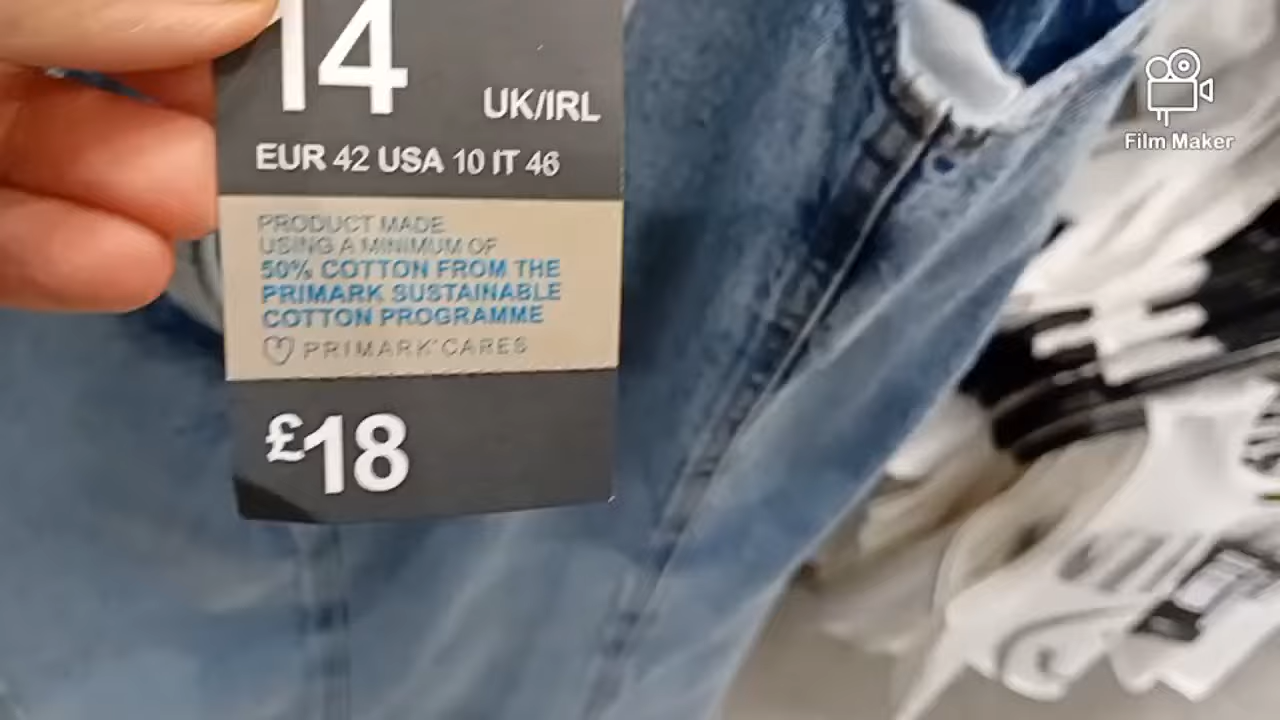 14
UK/IRL
EUR 42 USA 10 IT 46
PRODUCT MADE
USING A MINIMUM OF
50% COTTON FROM THE
PRIMARK SUSTAINABLE
COTTON PROGRAMME
PRIMARK CARES
£18
Film Maker